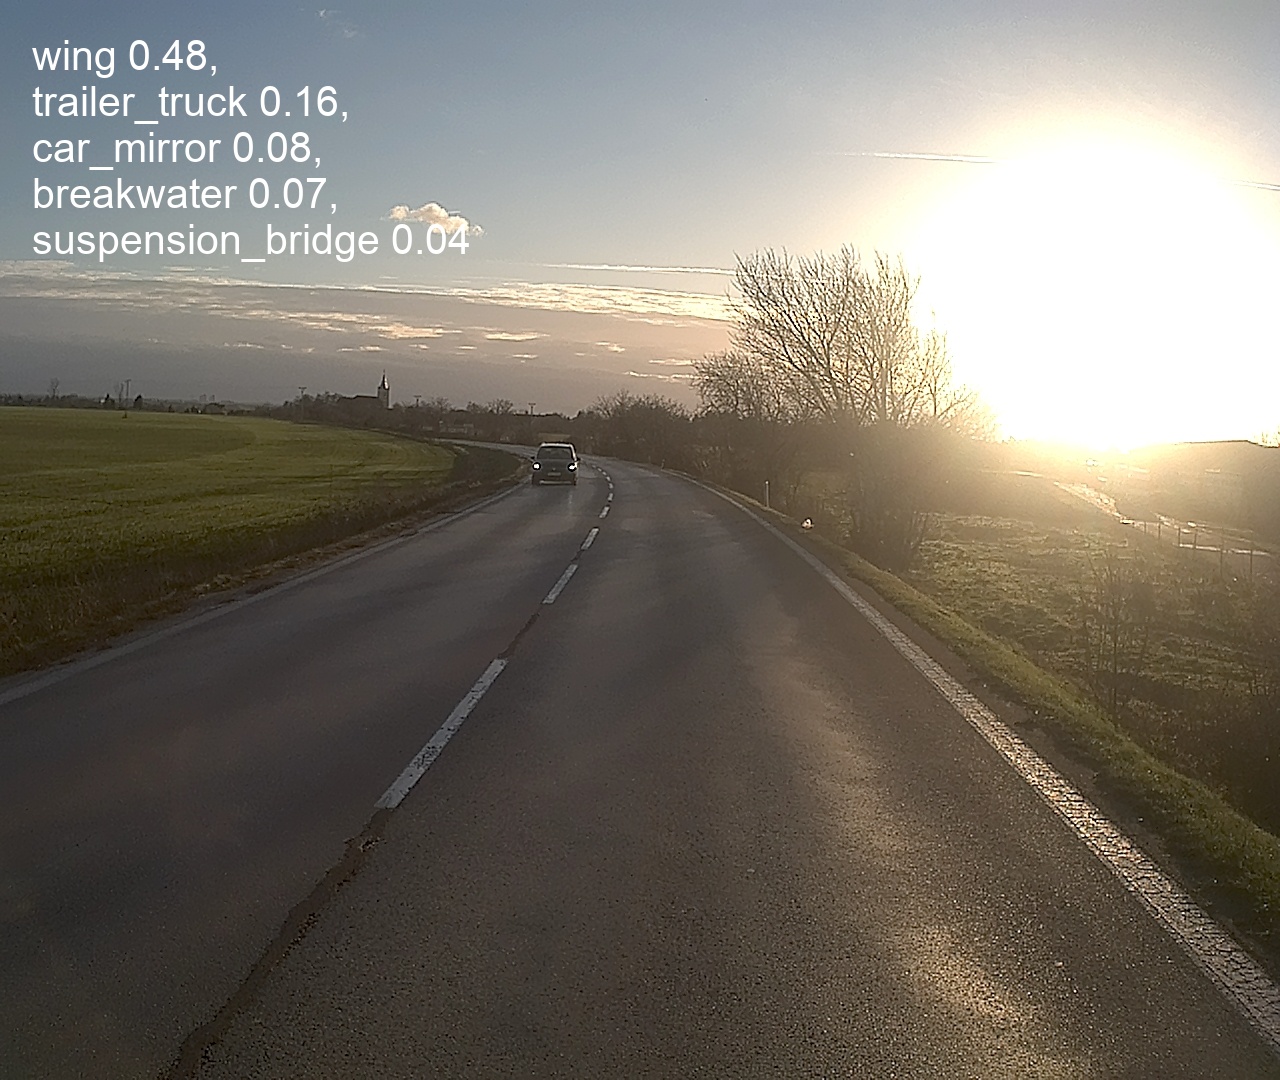 wing 0.48,
trailer_truck 0.16,
car_mirror 0.08,
breakwater 0.07,
suspension_bridge 0.04